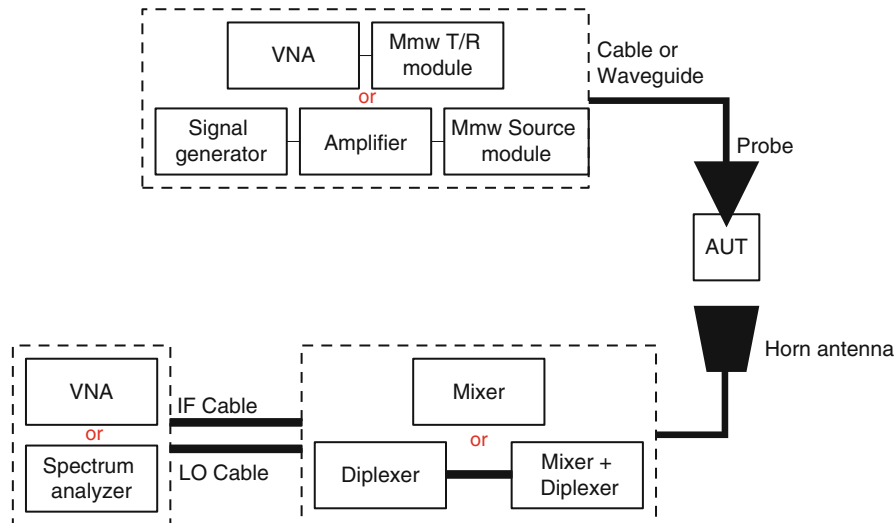 VNA
Mmw T/R
module
or
Signal
generator
Amplifier
Mmw Source
module
Cable or
Waveguide
Probe
AUT
Horn antenna
VNA
or
Spectrum
analyzer
IF Cable
LO Cable
Mixer
or
Diplexer
Mixer +
Diplexer